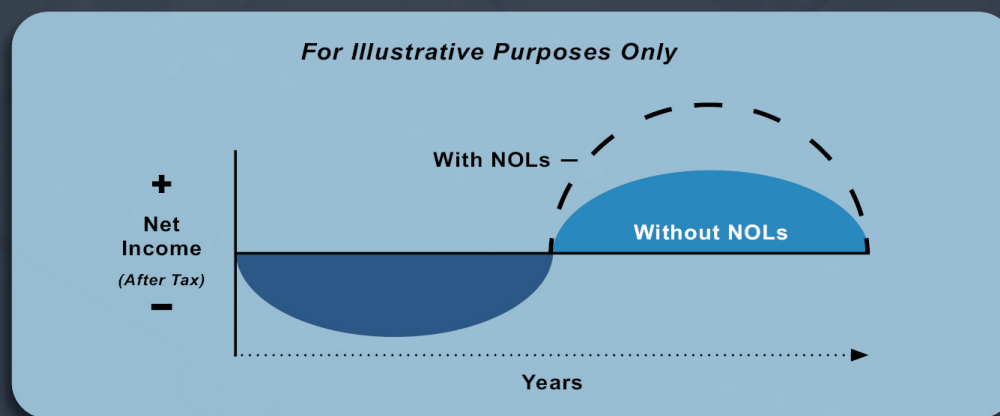 For Illustrative Purposes Only
With NOLs
+
Net
Income
(After Tax)
−
Without NOLs
Years